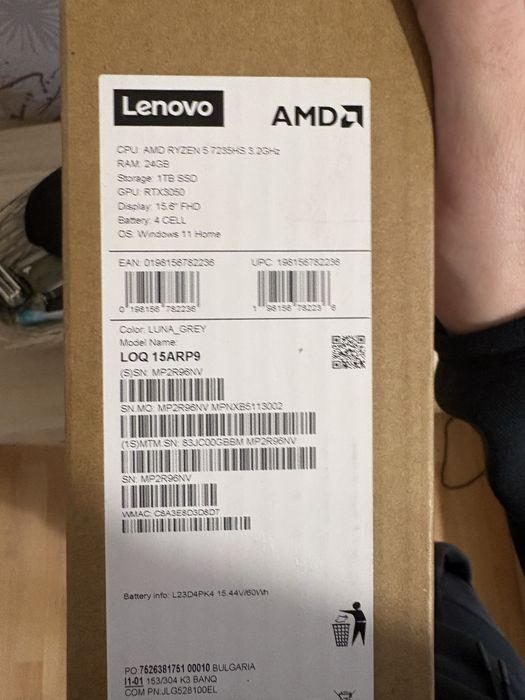 Lenovo
AMD
CPU: AMD RYZEN 5 7235HS 3.2GHz
RAM: 24GB
Storage: 1TB SSD
GPU: RTX3050
Display: 15.6" FHD
Battery: 4 CELL
OS: Windows 11 Home
EAN: 0198156782236 UPC: 198156782236
0 198156 782236 1 98156 78223 6
Color: LUNA_GREY
Model Name:
LOQ 15ARP9
(S)SN: MP2R96NV
SN.MO: MP2R96NV MPNXB5113002
(1S)MTM.SN: 83JC00GBBM MP2R96NV
SN: MP2R96NV
WMAC: C8A3E8D3D8D7
Battery info: L23D4PK4 15.44V/60Wh
PO:7526381751 00010 BULGARIA
I1-01 153/304 K3 BANQ
COM PN:JLG528100EL